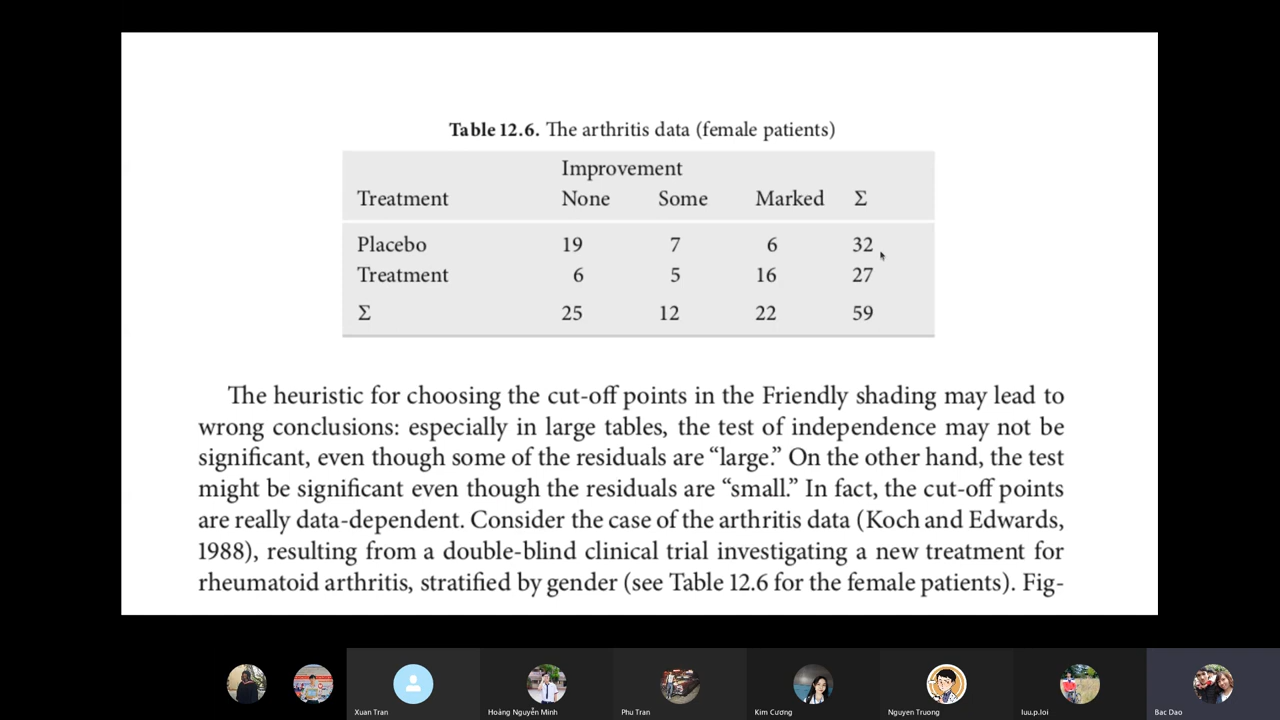 Table 12.6. The arthritis data (female patients)
Improvement
Treatment None Some Marked Σ
Placebo 19 7 6 32
Treatment 6 5 16 27
Σ 25 12 22 59
The heuristic for choosing the cut-off points in the Friendly shading may lead to
wrong conclusions: especially in large tables, the test of independence may not be
significant, even though some of the residuals are “large.” On the other hand, the test
might be significant even though the residuals are “small.” In fact, the cut-off points
are really data-dependent. Consider the case of the arthritis data (Koch and Edwards,
1988), resulting from a double-blind clinical trial investigating a new treatment for
rheumatoid arthritis, stratified by gender (see Table 12.6 for the female patients). Fig-
Xuan Tran
Hoàng Nguyễn Minh
Phu Tran
Kim Cương
Nguyen Truong
luu.p.loi
Bac Dao